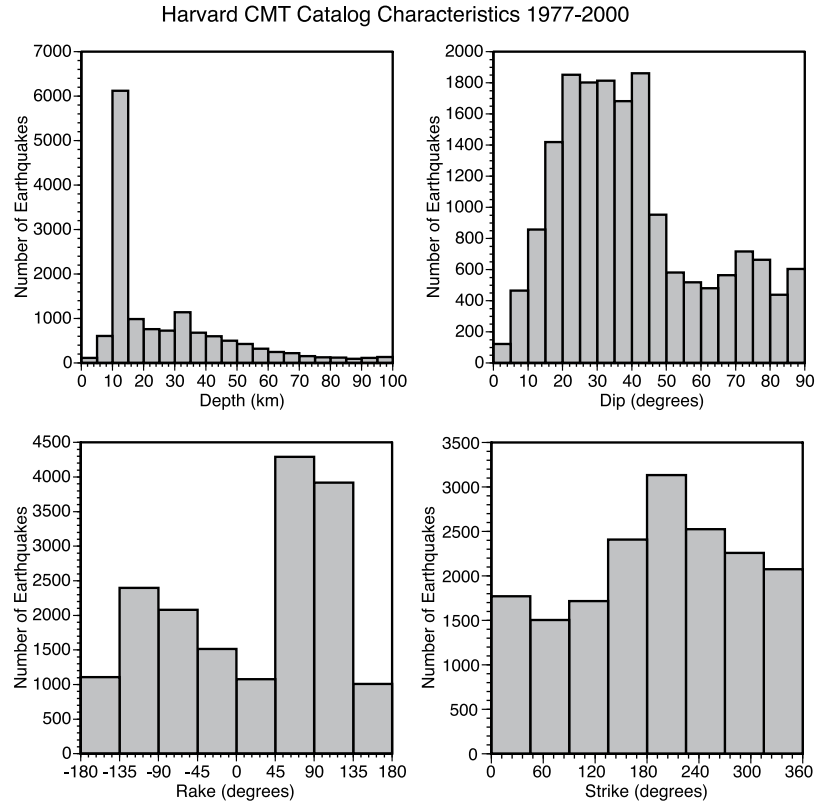 Harvard CMT Catalog Characteristics 1977-2000
Number of Earthquakes
7000
6000
5000
4000
3000
2000
1000
0
0 10 20 30 40 50 60 70 80 90 100
Depth (km)
Number of Earthquakes
2000
1800
1600
1400
1200
1000
800
600
400
200
0
0 10 20 30 40 50 60 70 80 90
Dip (degrees)
Number of Earthquakes
4500
4000
3500
3000
2500
2000
1500
1000
500
0
-180 -135 -90 -45 0 45 90 135 180
Rake (degrees)
Number of Earthquakes
3500
3000
2500
2000
1500
1000
500
0
0 60 120 180 240 300 360
Strike (degrees)